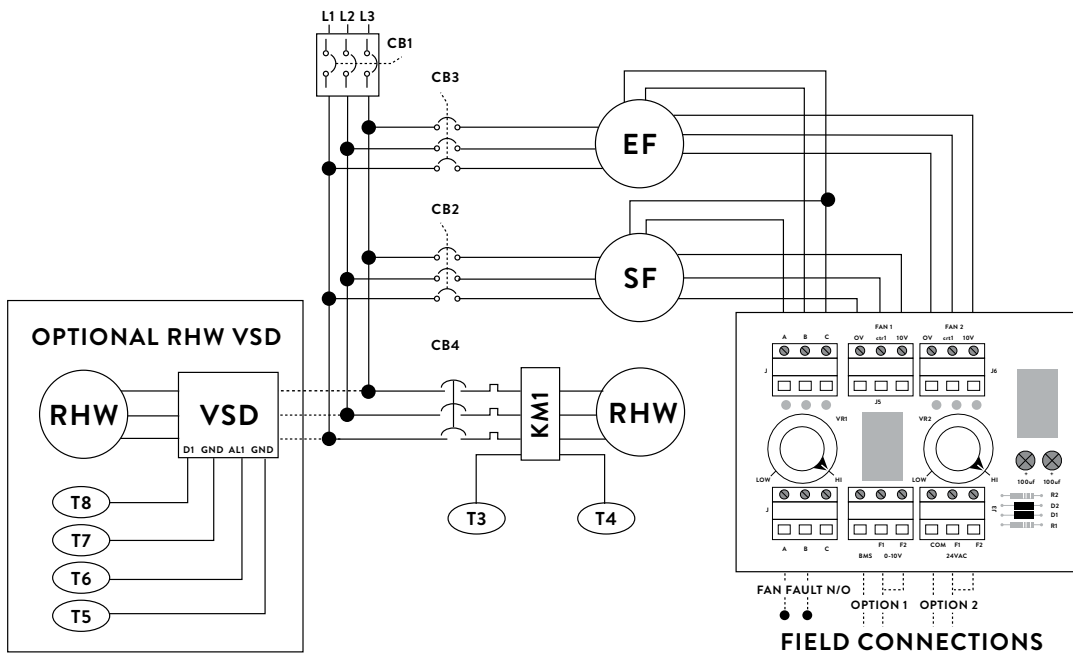 L1 L2 L3
CB1
CB3
EF
CB2
SF
OPTIONAL RHW VSD
CB4
RHW
VSD
D1 GND AL1 GND
T8
T7
T6
T5
KM1
RHW
T3
T4
FAN 1
FAN 2
A B C
OV ctr1 10V
OV crt1 10V
J
J5
J6
VR1
VR2
LOW
HI
LOW
HI
+ +
100uf 100uf
R2
D2
D1
R1
J
J3
A B C
F1 F2
COM F1 F2
BMS 0-10V
24VAC
FAN FAULT N/O
OPTION 1
OPTION 2
FIELD CONNECTIONS